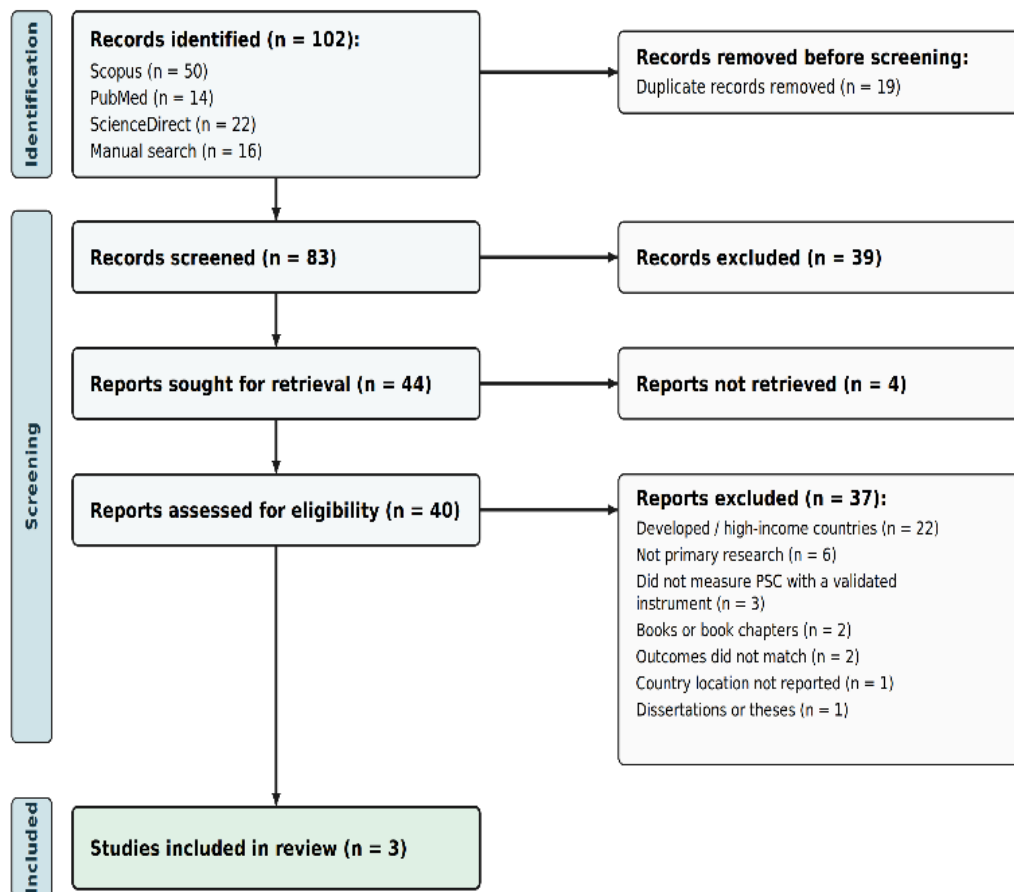 Identification
Records identified (n = 102):
Scopus (n = 50)
PubMed (n = 14)
ScienceDirect (n = 22)
Manual search (n = 16)
Records removed before screening:
Duplicate records removed (n = 19)
Screening
Records screened (n = 83)
Records excluded (n = 39)
Reports sought for retrieval (n = 44)
Reports not retrieved (n = 4)
Reports assessed for eligibility (n = 40)
Reports excluded (n = 37):
Developed / high-income countries (n = 22)
Not primary research (n = 6)
Did not measure PSC with a validated
instrument (n = 3)
Books or book chapters (n = 2)
Outcomes did not match (n = 2)
Country location not reported (n = 1)
Dissertations or theses (n = 1)
Included
Studies included in review (n = 3)